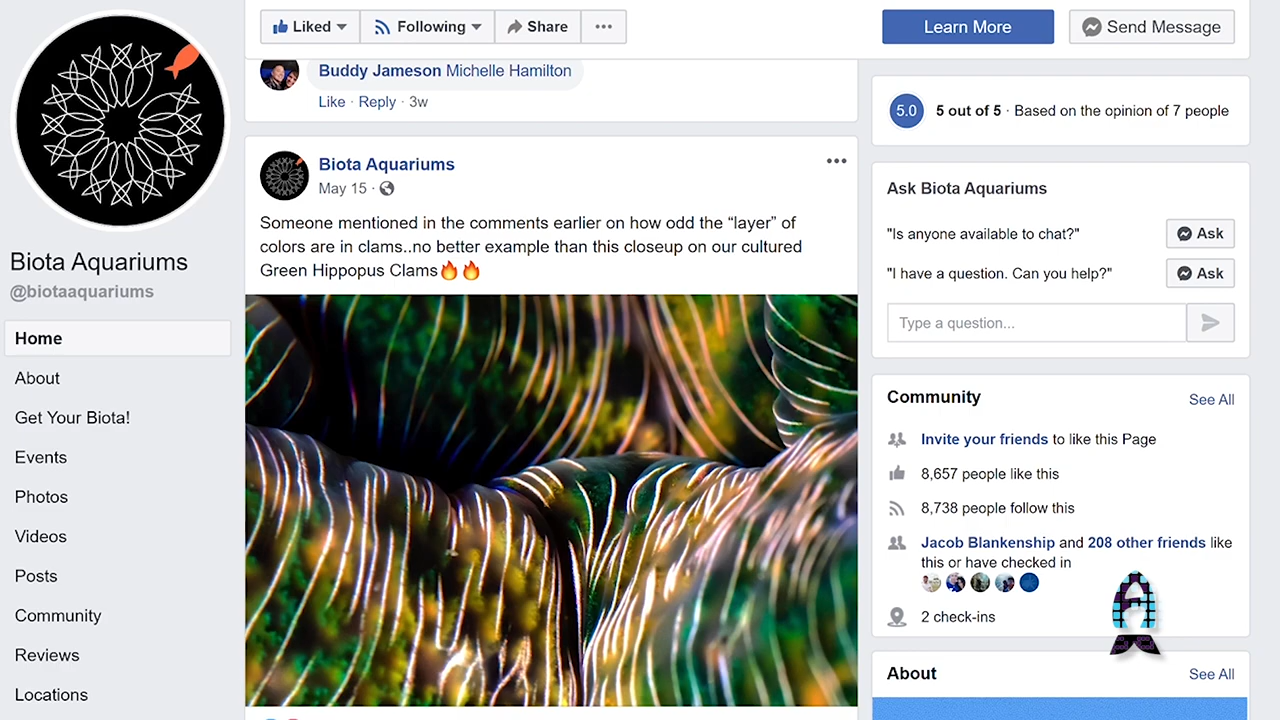 Liked
Following
Share
Learn More
Send Message
Buddy Jameson Michelle Hamilton
Like · Reply · 3w
Biota Aquariums
@biotaaquariums
Home
About
Get Your Biota!
Events
Photos
Videos
Posts
Community
Reviews
Locations
Biota Aquariums
May 15 ·
Someone mentioned in the comments earlier on how odd the “layer” of
colors are in clams..no better example than this closeup on our cultured
Green Hippopus Clams🔥🔥
5.0 5 out of 5 · Based on the opinion of 7 people
Ask Biota Aquariums
"Is anyone available to chat?" Ask
"I have a question. Can you help?" Ask
Type a question...
Community See All
Invite your friends to like this Page
8,657 people like this
8,738 people follow this
Jacob Blankenship and 208 other friends like
this or have checked in
2 check-ins
A
About See All